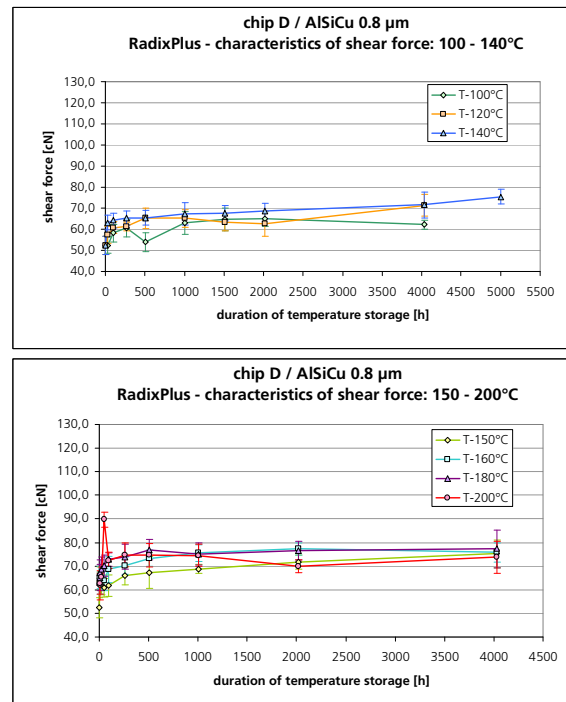 chip D / AlSiCu 0.8 µm
RadixPlus - characteristics of shear force: 100 - 140°C
130,0
120,0
110,0
100,0
90,0
80,0
70,0
60,0
50,0
40,0
shear force [cN]
T-100°C
T-120°C
T-140°C
0 500 1000 1500 2000 2500 3000 3500 4000 4500 5000 5500
duration of temperature storage [h]
chip D / AlSiCu 0.8 µm
RadixPlus - characteristics of shear force: 150 - 200°C
130,0
120,0
110,0
100,0
90,0
80,0
70,0
60,0
50,0
40,0
shear force [cN]
T-150°C
T-160°C
T-180°C
T-200°C
0 500 1000 1500 2000 2500 3000 3500 4000 4500
duration of temperature storage [h]